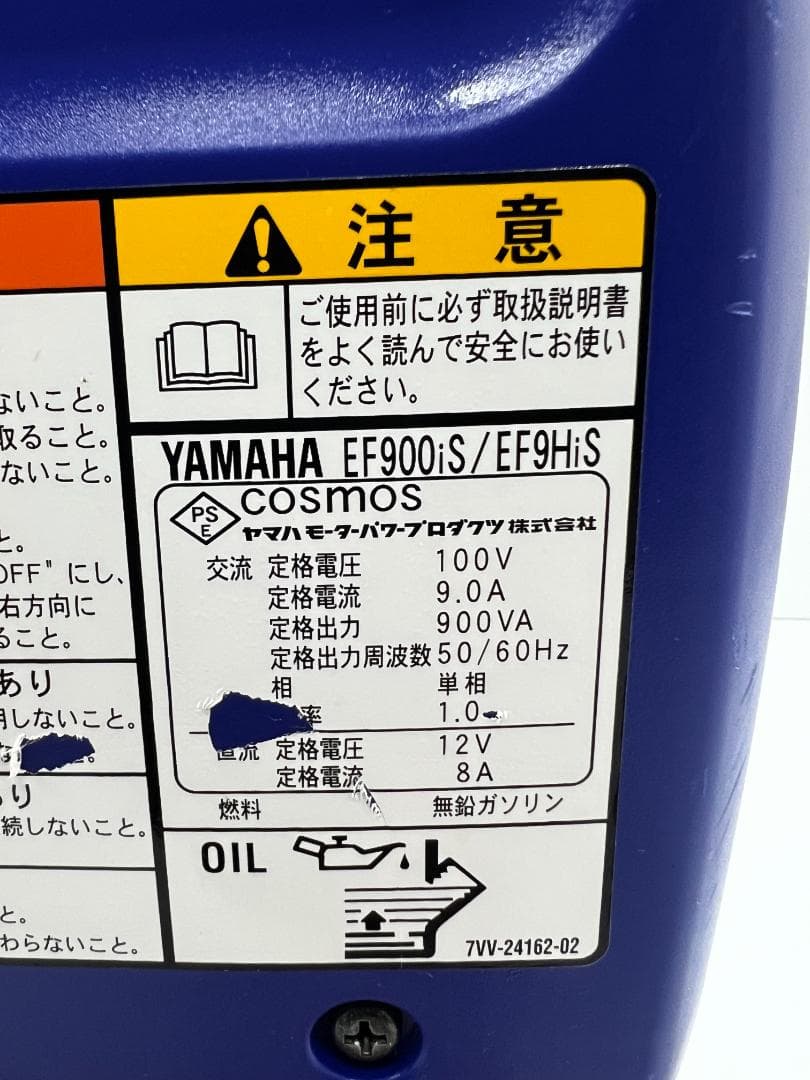 注 意
ご使用前に必ず取扱説明書
をよく読んで安全にお使い
ください。
ないこと。
取ること。
ないこと。
と。
OFF" にし、
右方向に
ること。
あり
用しないこと。
あり
続しないこと。
と。
わらないこと。
YAMAHA EF900iS/EF9HiS
PS
E
cosmos
ヤマハ モーターパワープロダクツ 株式会社
交流 定格電圧 100V
定格電流 9.0A
定格出力 900VA
定格出力周波数 50/60Hz
相 単相
率 1.0
直流 定格電圧 12V
定格電流 8A
燃料 無鉛ガソリン
OIL
7VV-24162-02